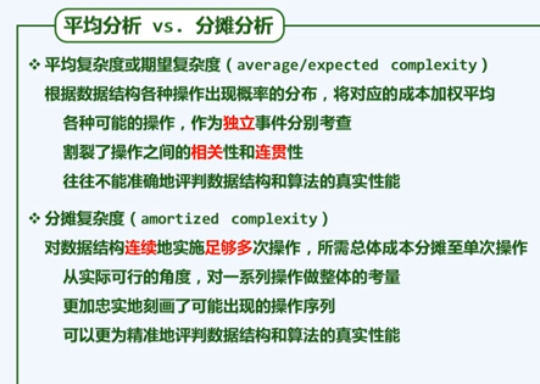 平均分析 vs. 分摊分析
❖ 平均复杂度或期望复杂度（average/expected complexity）
根据数据结构各种操作出现概率的分布，将对应的成本加权平均
各种可能的操作，作为独立事件分别考查
割裂了操作之间的相关性和连贯性
往往不能准确地评判数据结构和算法的真实性能
❖ 分摊复杂度（amortized complexity）
对数据结构连续地实施足够多次操作，所需总体成本分摊至单次操作
从实际可行的角度，对一系列操作做整体的考量
更加忠实地刻画了可能出现的操作序列
可以更为精准地评判数据结构和算法的真实性能